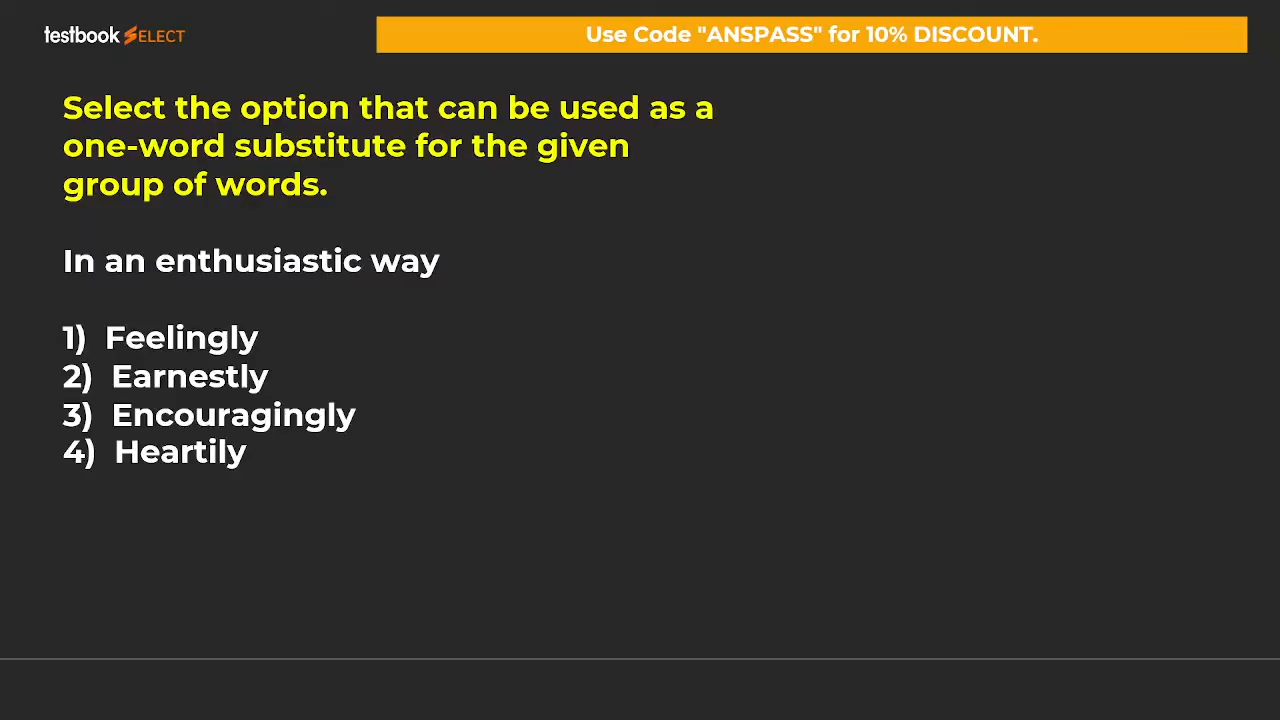 testbook SELECT
Use Code "ANSPASS" for 10% DISCOUNT.
Select the option that can be used as a
one-word substitute for the given
group of words.
In an enthusiastic way
1) Feelingly
2) Earnestly
3) Encouragingly
4) Heartily